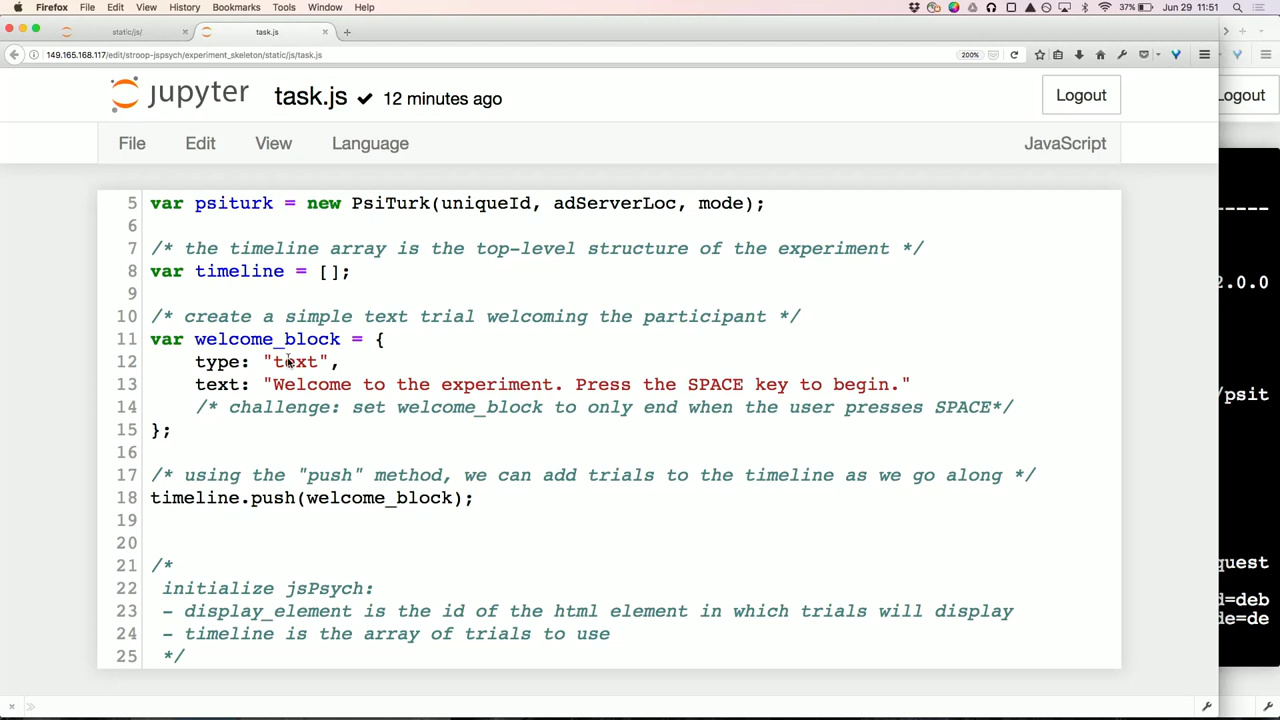 Firefox File Edit View History Bookmarks Tools Window Help 37% Jun 29 11:51
static/js/ × task.js × +
149.165.168.117/edit/stroop-jspsych/experiment_skeleton/static/js/task.js 200%
jupyter task.js ✔ 12 minutes ago Logout Logout
File Edit View Language JavaScript
5 var psiturk = new PsiTurk(uniqueId, adServerLoc, mode);
6
7 /* the timeline array is the top-level structure of the experiment */
8 var timeline = [];
9
10 /* create a simple text trial welcoming the participant */
11 var welcome_block = {
12 type: "text",
13 text: "Welcome to the experiment. Press the SPACE key to begin."
14 /* challenge: set welcome_block to only end when the user presses SPACE*/
15 };
16
17 /* using the "push" method, we can add trials to the timeline as we go along */
18 timeline.push(welcome_block);
19
20
21 /*
22 initialize jsPsych:
23 - display_element is the id of the html element in which trials will display
24 - timeline is the array of trials to use
25 */
-----
2.0.0
/psit
quest
d=deb
de=de